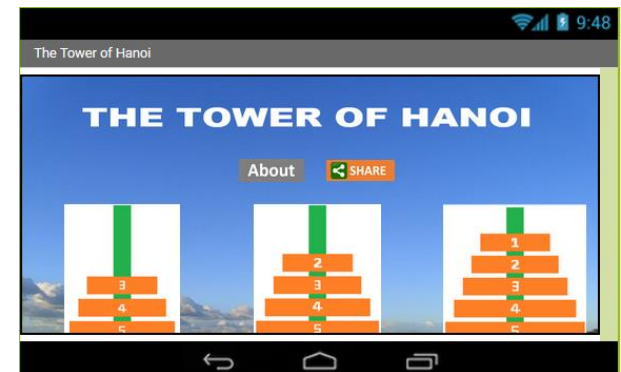 9:48
The Tower of Hanoi
THE TOWER OF HANOI
About SHARE
1
2 2
3 3 3
4 4 4
5 5 5